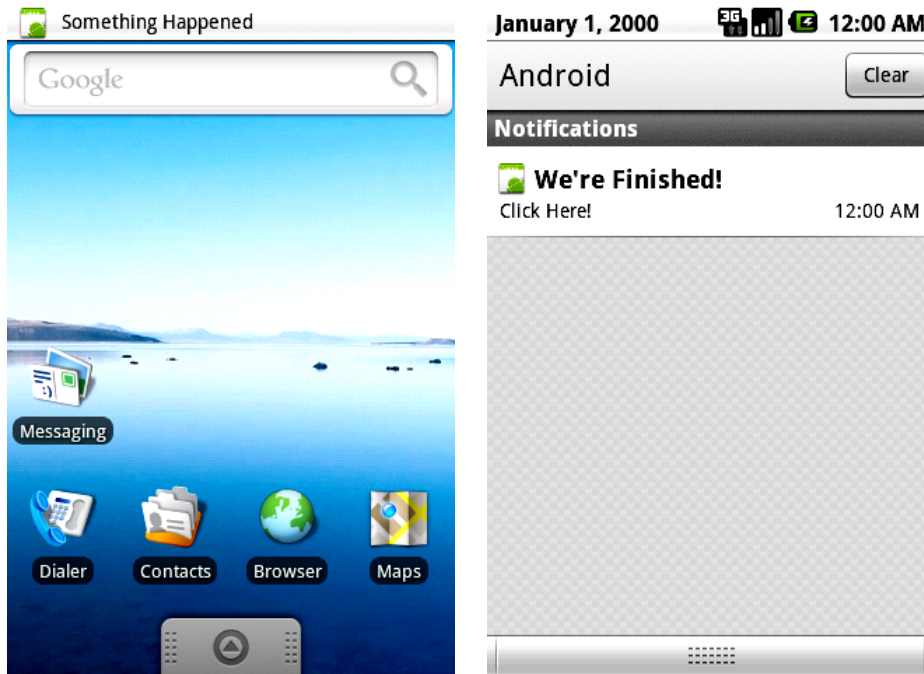 Something Happened
Google
Messaging
Dialer
Contacts
Browser
Maps
January 1, 2000 3G 12:00 AM
Android
Clear
Notifications
We're Finished!
Click Here!
12:00 AM